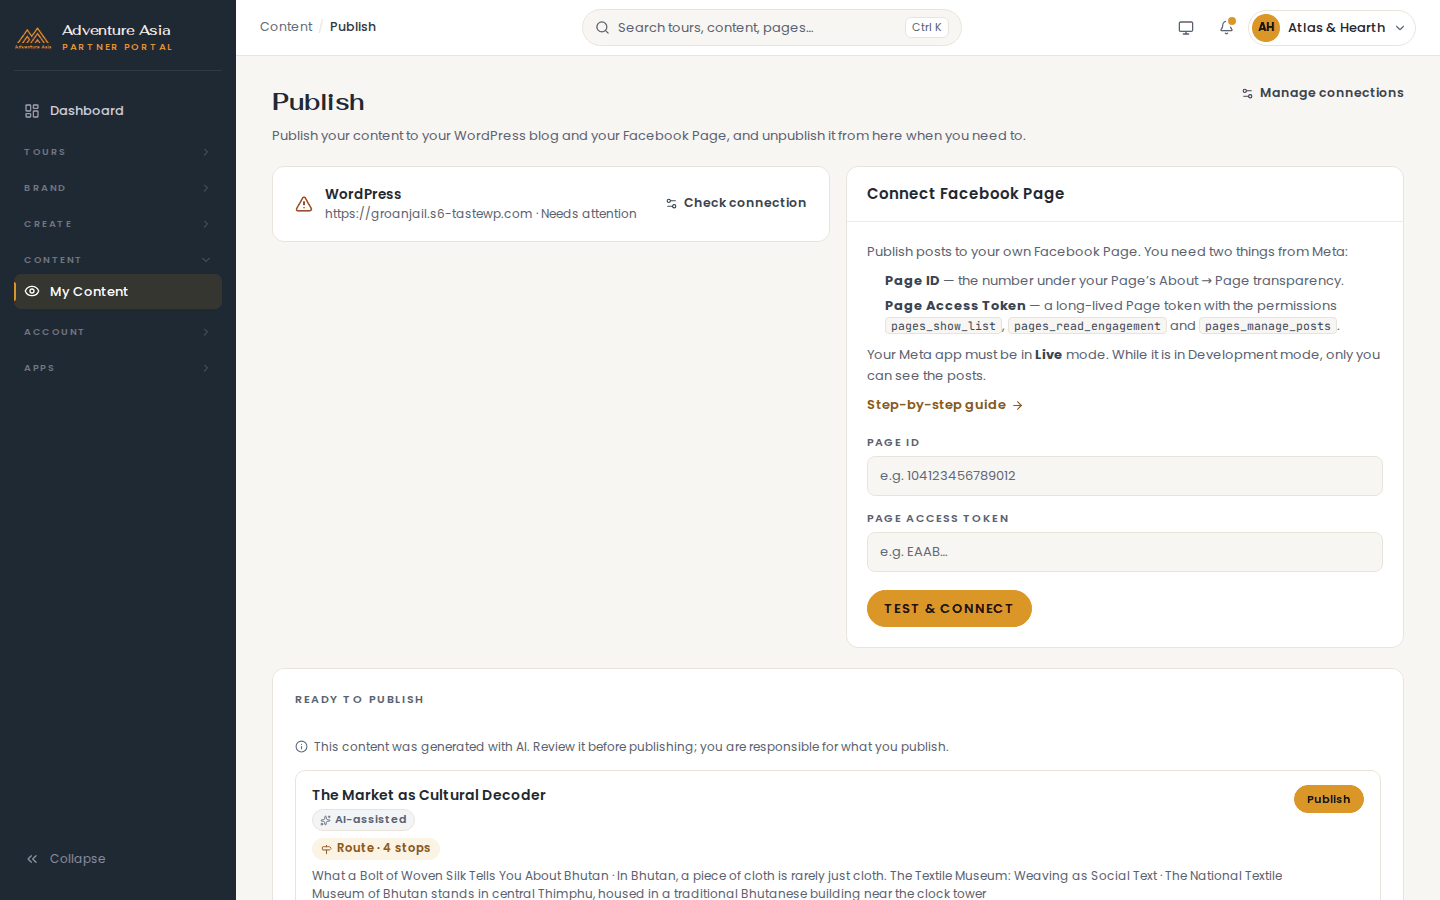 Adventure Asia
Adventure Asia
PARTNER PORTAL
Dashboard
TOURS
BRAND
CREATE
CONTENT
My Content
ACCOUNT
APPS
Collapse
Content / Publish
Search tours, content, pages...
Ctrl K
AH
Atlas & Hearth
Publish
Manage connections
Publish your content to your WordPress blog and your Facebook Page, and unpublish it from here when you need to.
WordPress
https://groanjail.s6-tastewp.com · Needs attention
Check connection
Connect Facebook Page
Publish posts to your own Facebook Page. You need two things from Meta:
Page ID — the number under your Page’s About → Page transparency.
Page Access Token — a long-lived Page token with the permissions
pages_show_list, pages_read_engagement and pages_manage_posts.
Your Meta app must be in Live mode. While it is in Development mode, only you
can see the posts.
Step-by-step guide →
PAGE ID
e.g. 104123456789012
PAGE ACCESS TOKEN
e.g. EAAB...
TEST & CONNECT
READY TO PUBLISH
This content was generated with AI. Review it before publishing; you are responsible for what you publish.
The Market as Cultural Decoder
Publish
AI-assisted
Route · 4 stops
What a Bolt of Woven Silk Tells You About Bhutan · In Bhutan, a piece of cloth is rarely just cloth. The Textile Museum: Weaving as Social Text · The National Textile
Museum of Bhutan stands in central Thimphu, housed in a traditional Bhutanese building near the clock tower